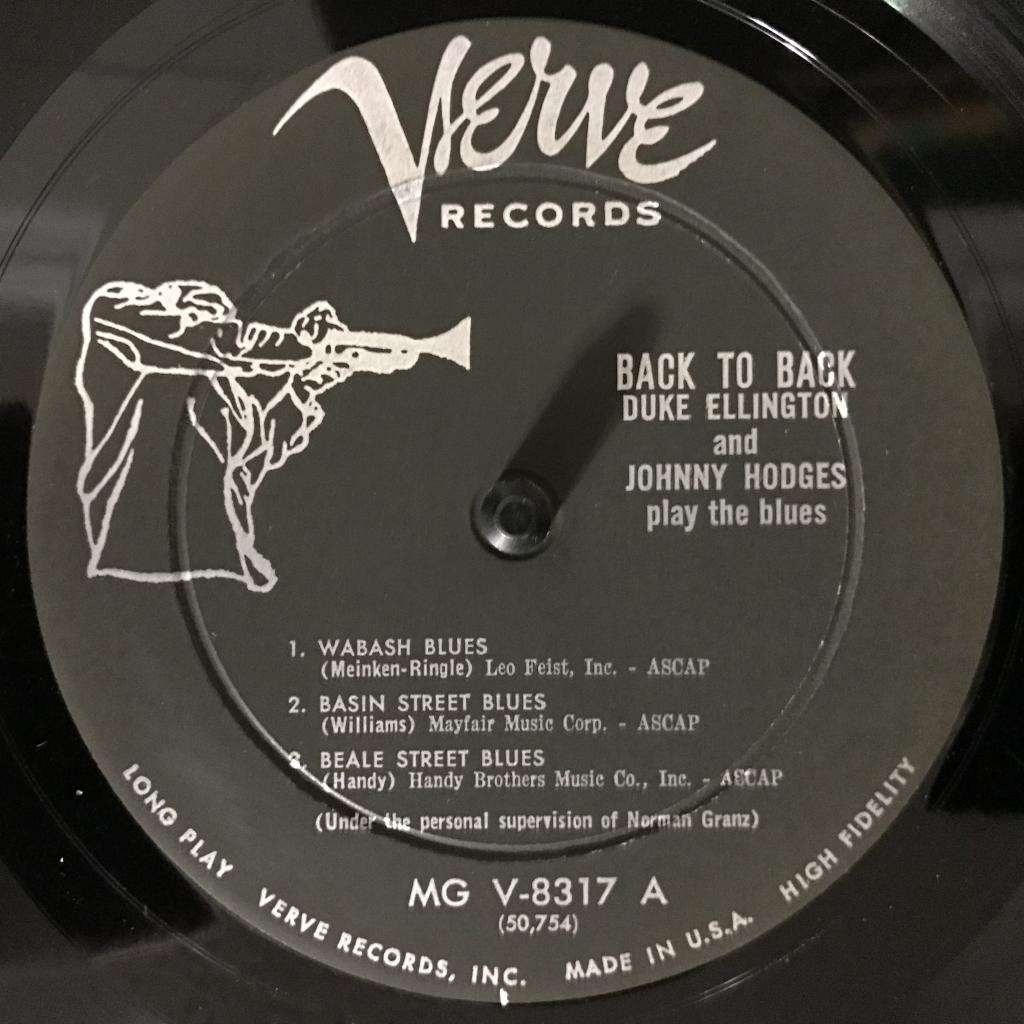 Verve
RECORDS
BACK TO BACK
DUKE ELLINGTON
and
JOHNNY HODGES
play the blues
1. WABASH BLUES
(Meinken-Ringle) Leo Feist, Inc. - ASCAP
2. BASIN STREET BLUES
(Williams) Mayfair Music Corp. - ASCAP
3. BEALE STREET BLUES
(Handy) Handy Brothers Music Co., Inc. - ASCAP
(Under the personal supervision of Norman Granz)
MG V-8317 A
(50,754)
LONG PLAY VERVE RECORDS, INC. MADE IN U.S.A. HIGH FIDELITY